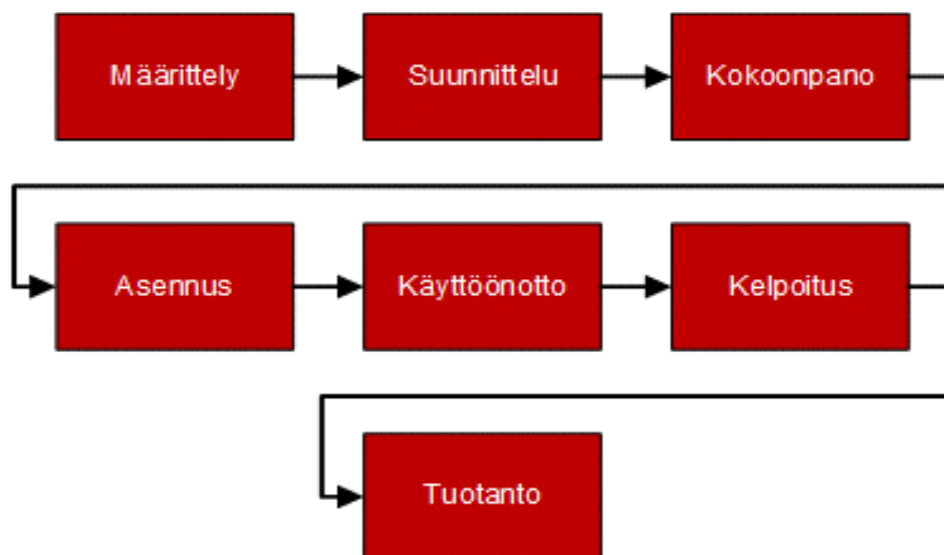 Määrittely
Suunnittelu
Kokoonpano
Asennus
Käyttöönotto
Kelpoitus
Tuotanto